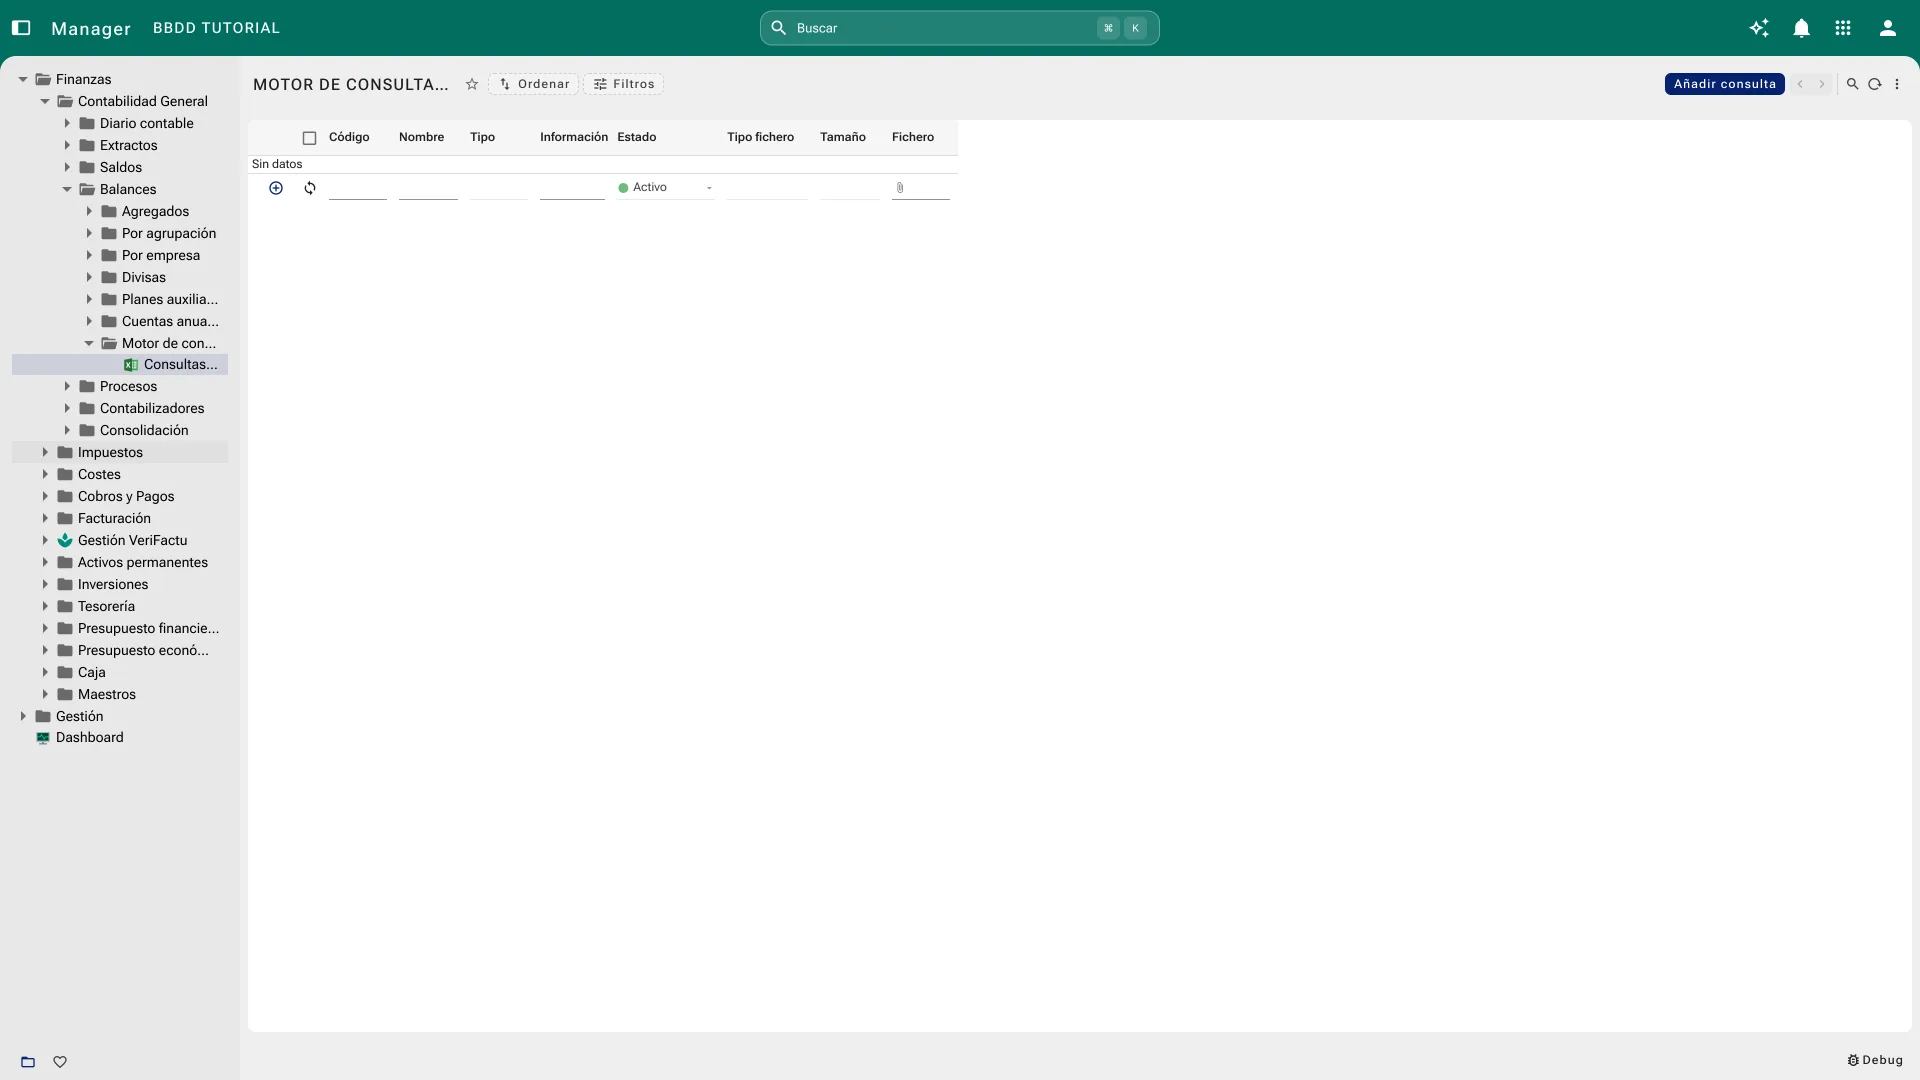 Manager BBDD TUTORIAL Buscar ⌘ K
Finanzas
Contabilidad General
Diario contable
Extractos
Saldos
Balances
Agregados
Por agrupación
Por empresa
Divisas
Planes auxilia...
Cuentas anua...
Motor de con...
Consultas...
Procesos
Contabilizadores
Consolidación
Impuestos
Costes
Cobros y Pagos
Facturación
Gestión VeriFactu
Activos permanentes
Inversiones
Tesorería
Presupuesto financie...
Presupuesto econó...
Caja
Maestros
Gestión
Dashboard
MOTOR DE CONSULTA... Ordenar Filtros Añadir consulta
Código Nombre Tipo Información Estado Tipo fichero Tamaño Fichero
Sin datos
Activo
Debug